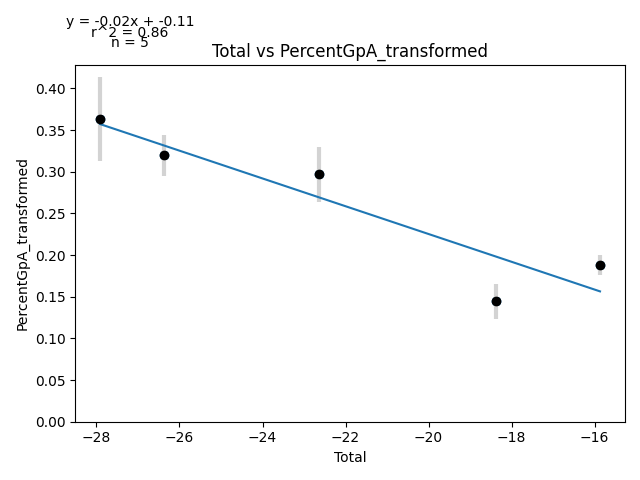 y = -0.02x + -0.11
r^2 = 0.86
n = 5
Total vs PercentGpA_transformed
PercentGpA_transformed
0.40
0.35
0.30
0.25
0.20
0.15
0.10
0.05
0.00
−28 −26 −24 −22 −20 −18 −16
Total